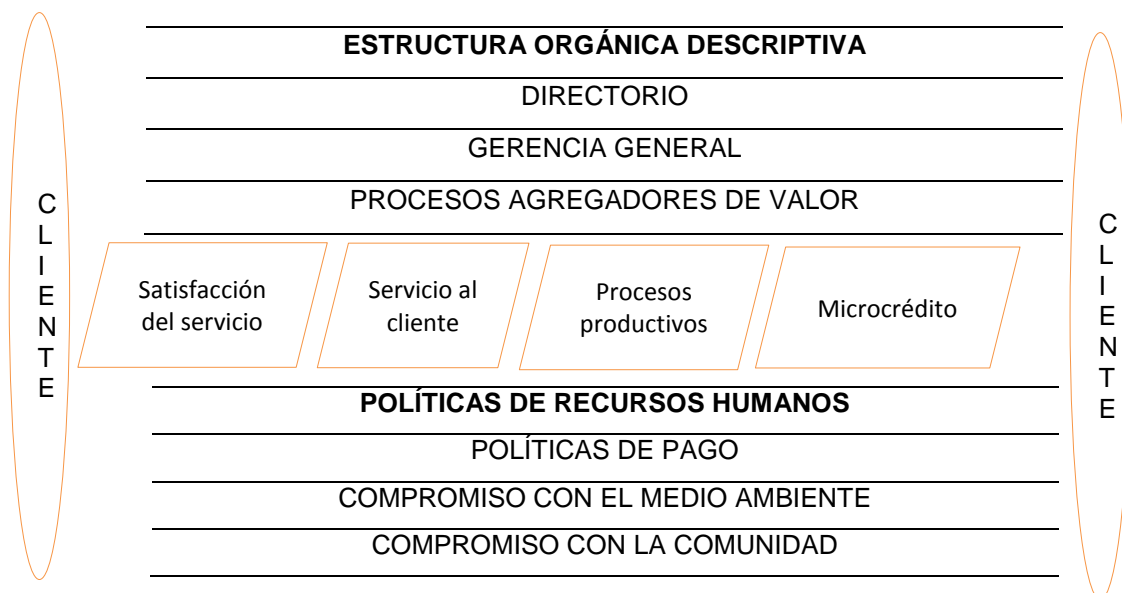 ESTRUCTURA ORGÁNICA DESCRIPTIVA
DIRECTORIO
GERENCIA GENERAL
PROCESOS AGREGADORES DE VALOR
C
L
I
E
N
T
E
Satisfacción
del servicio
Servicio al
cliente
Procesos
productivos
Microcrédito
C
L
I
E
N
T
E
POLÍTICAS DE RECURSOS HUMANOS
POLÍTICAS DE PAGO
COMPROMISO CON EL MEDIO AMBIENTE
COMPROMISO CON LA COMUNIDAD